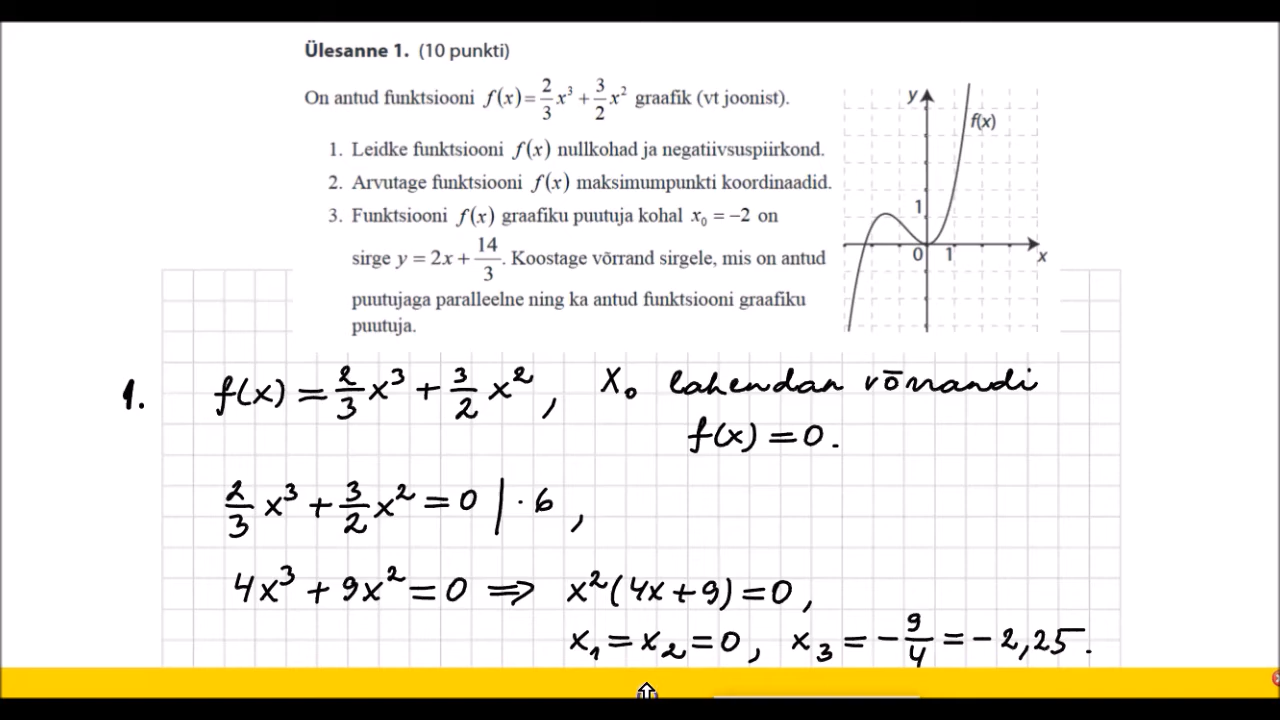 Ülesanne 1. (10 punkti)
On antud funktsiooni f(x) = 2/3 x³ + 3/2 x² graafik (vt joonist).
1. Leidke funktsiooni f(x) nullkohad ja negatiivsuspiirkond.
2. Arvutage funktsiooni f(x) maksimumpunkti koordinaadid.
3. Funktsiooni f(x) graafiku puutuja kohal x₀ = −2 on
sirge y = 2x + 14/3. Koostage võrrand sirgele, mis on antud
puutujaga paralleelne ning ka antud funktsiooni graafiku
puutuja.
y
f(x)
1
0 1 x
1. f(x) = 2/3 x³ + 3/2 x², X₀ lahendan võrrandi
f(x) = 0.
2/3 x³ + 3/2 x² = 0 | · 6,
4x³ + 9x² = 0 ⇒ x²(4x + 9) = 0,
x₁ = x₂ = 0, x₃ = − 9/4 = − 2,25.